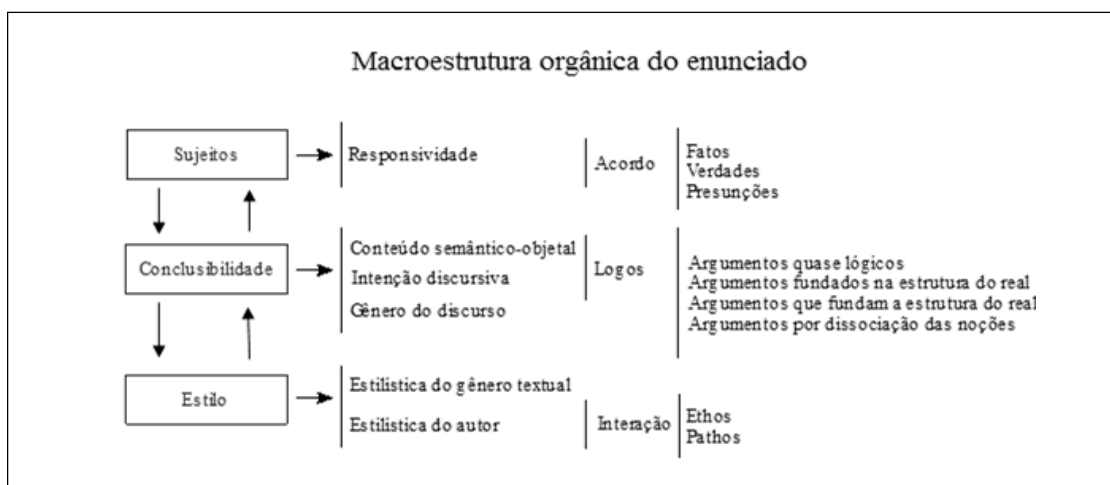 Macroestrutura orgânica do enunciado
Sujeitos
Responsividade
Acordo
Fatos
Verdades
Presunções
Conclusibilidade
Conteúdo semântico-objetal
Intenção discursiva
Gênero do discurso
Logos
Argumentos quase lógicos
Argumentos fundados na estrutura do real
Argumentos que fundam a estrutura do real
Argumentos por dissociação das noções
Estilo
Estilística do gênero textual
Estilística do autor
Interação
Ethos
Pathos